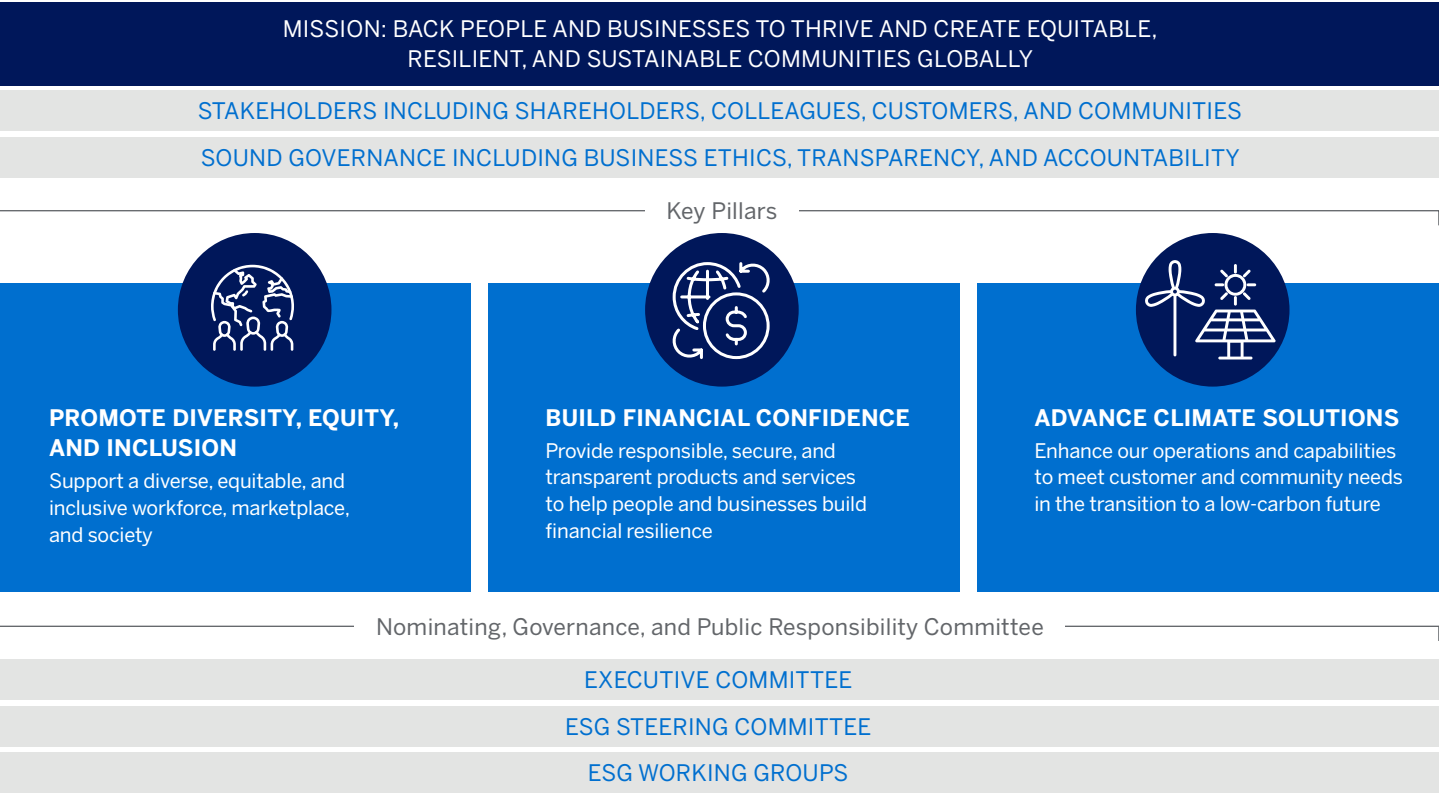 MISSION: BACK PEOPLE AND BUSINESSES TO THRIVE AND CREATE EQUITABLE,
RESILIENT, AND SUSTAINABLE COMMUNITIES GLOBALLY
STAKEHOLDERS INCLUDING SHAREHOLDERS, COLLEAGUES, CUSTOMERS, AND COMMUNITIES
SOUND GOVERNANCE INCLUDING BUSINESS ETHICS, TRANSPARENCY, AND ACCOUNTABILITY
Key Pillars
$
PROMOTE DIVERSITY, EQUITY,
AND INCLUSION
Support a diverse, equitable, and
inclusive workforce, marketplace,
and society
BUILD FINANCIAL CONFIDENCE
Provide responsible, secure, and
transparent products and services
to help people and businesses build
financial resilience
ADVANCE CLIMATE SOLUTIONS
Enhance our operations and capabilities
to meet customer and community needs
in the transition to a low-carbon future
Nominating, Governance, and Public Responsibility Committee
EXECUTIVE COMMITTEE
ESG STEERING COMMITTEE
ESG WORKING GROUPS